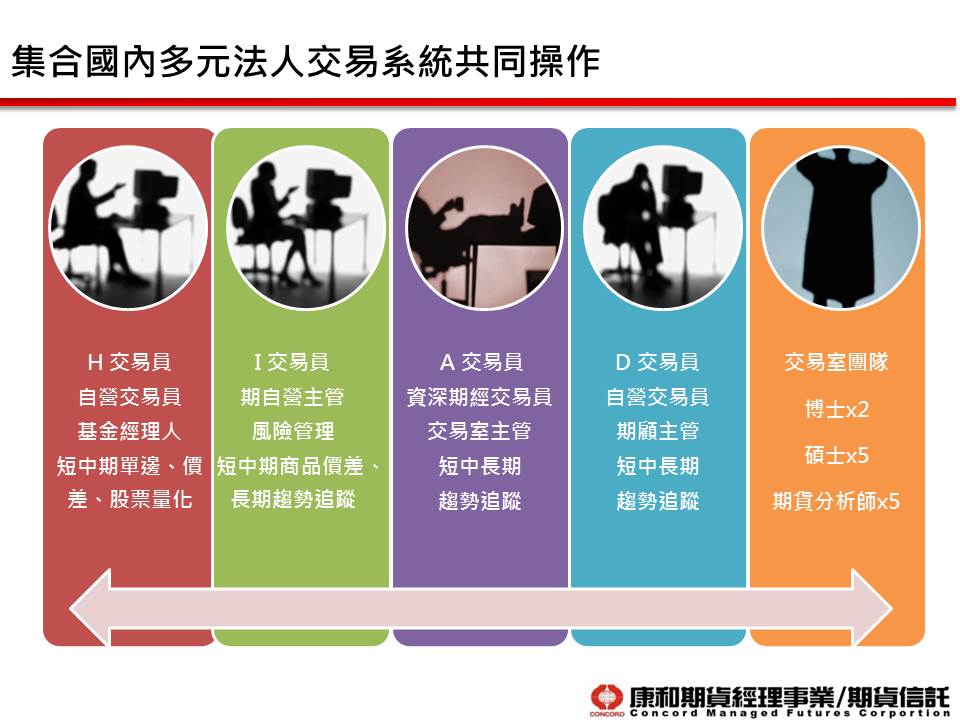 集合國內多元法人交易系統共同操作
H 交易員
自營交易員
基金經理人
短中期單邊、價
差、股票量化
I 交易員
期自營主管
風險管理
短中期商品價差、
長期趨勢追蹤
A 交易員
資深期經交易員
交易室主管
短中長期
趨勢追蹤
D 交易員
自營交易員
期顧主管
短中長期
趨勢追蹤
交易室團隊
博士x2
碩士x5
期貨分析師x5
CONCORD
康和期貨經理事業/期貨信託
Concord Managed Futures Corportion